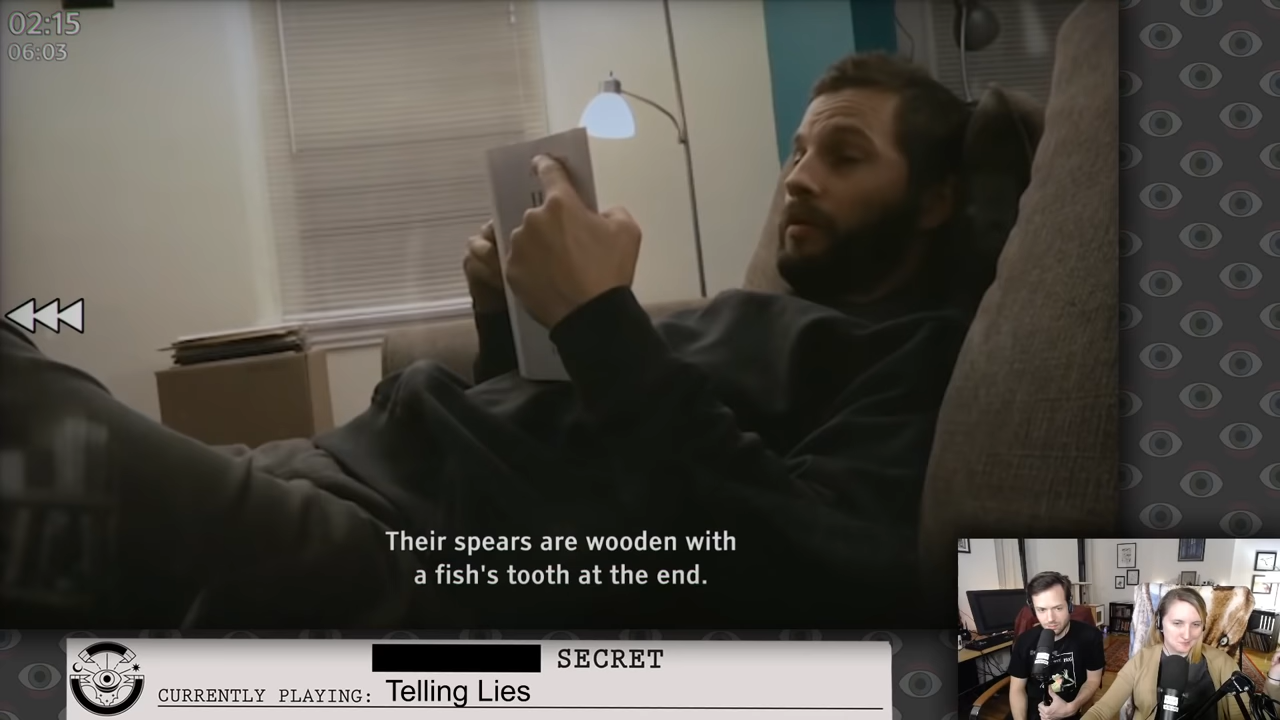 02:15
06:03
Their spears are wooden with
a fish's tooth at the end.
SECRET
CURRENTLY PLAYING: Telling Lies